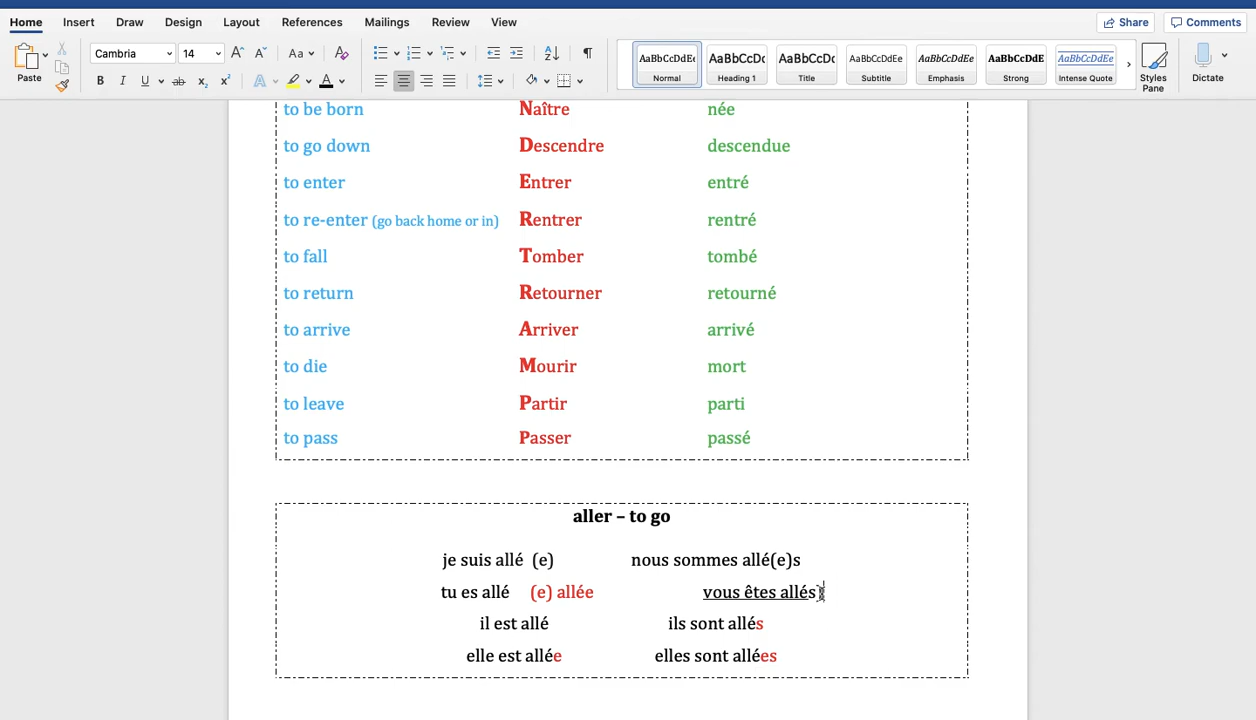 Home Insert Draw Design Layout References Mailings Review View Share Comments
Paste Cambria 14 Aa Normal Heading 1 Title Subtitle Emphasis Strong Intense Quote Styles Pane Dictate
AaBbCcDdEe AaBbCcDc AaBbCcDc AaBbCcDdEe AaBbCcDdEe AaBbCcDdE AaBbCcDdEe
to be born Naître née
to go down Descendre descendue
to enter Entrer entré
to re-enter (go back home or in) Rentrer rentré
to fall Tomber tombé
to return Retourner retourné
to arrive Arriver arrivé
to die Mourir mort
to leave Partir parti
to pass Passer passé
aller – to go
je suis allé (e) nous sommes allé(e)s
tu es allé (e) allée vous êtes allés
il est allé ils sont allés
elle est allée elles sont allées